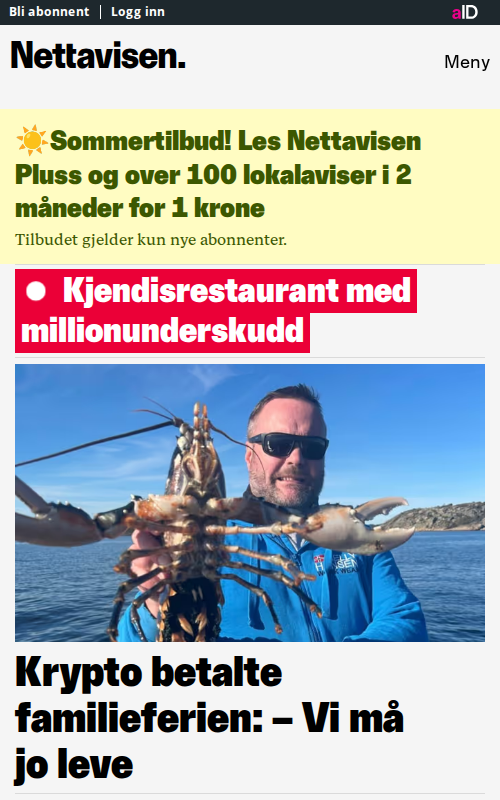 Bli abonnent
Logg inn
aID
Nettavisen.
Meny
☀️Sommertilbud! Les Nettavisen
Pluss og over 100 lokalaviser i 2
måneder for 1 krone
Tilbudet gjelder kun nye abonnenter.
Kjendisrestaurant med
millionunderskudd
Krypto betalte
familieferien: – Vi må
jo leve